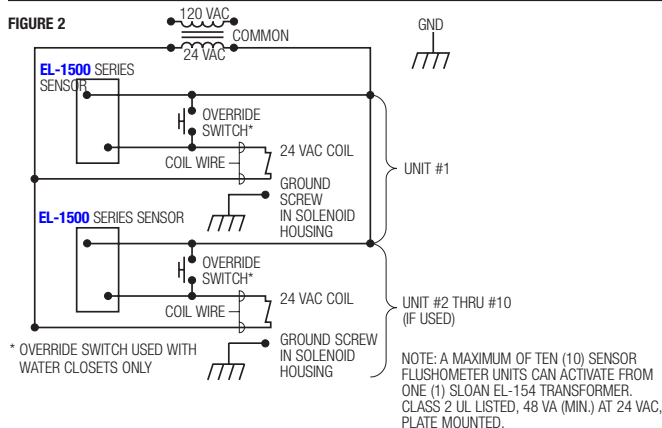 FIGURE 2
120 VAC
COMMON
24 VAC
GND
EL-1500 SERIES
SENSOR
OVERRIDE
SWITCH*
COIL WIRE
24 VAC COIL
UNIT #1
GROUND
SCREW
IN SOLENOID
HOUSING
EL-1500 SERIES SENSOR
OVERRIDE
SWITCH*
COIL WIRE
24 VAC COIL
UNIT #2 THRU #10
(IF USED)
GROUND SCREW
IN SOLENOID
HOUSING
* OVERRIDE SWITCH USED WITH
WATER CLOSETS ONLY
NOTE: A MAXIMUM OF TEN (10) SENSOR
FLUSHOMETER UNITS CAN ACTIVATE FROM
ONE (1) SLOAN EL-154 TRANSFORMER.
CLASS 2 UL LISTED, 48 VA (MIN.) AT 24 VAC,
PLATE MOUNTED.